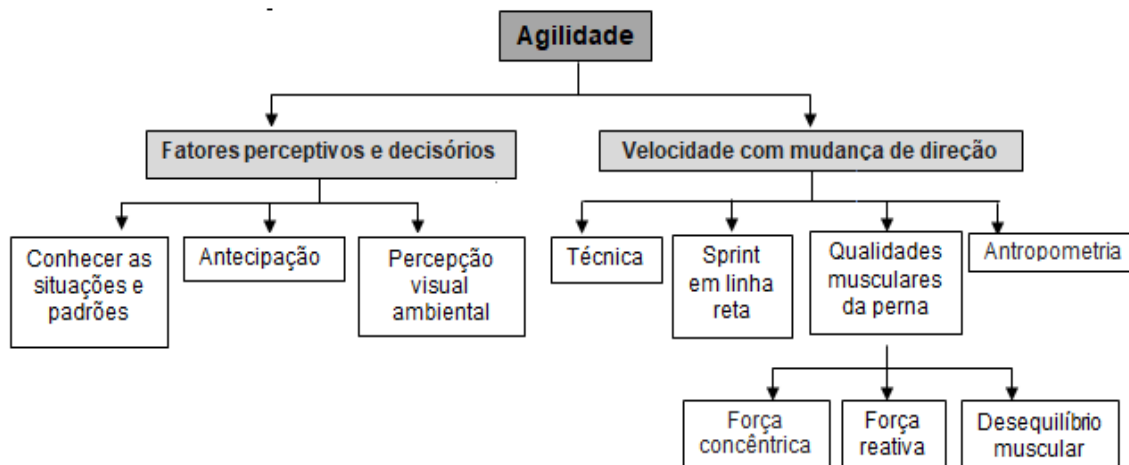 Agilidade
Fatores perceptivos e decisórios
Velocidade com mudança de direção
Conhecer as
situações e
padrões
Antecipação
Percepção
visual
ambiental
Técnica
Sprint
em linha
reta
Qualidades
musculares
da perna
Antropometria
Força
concêntrica
Força
reativa
Desequilíbrio
muscular